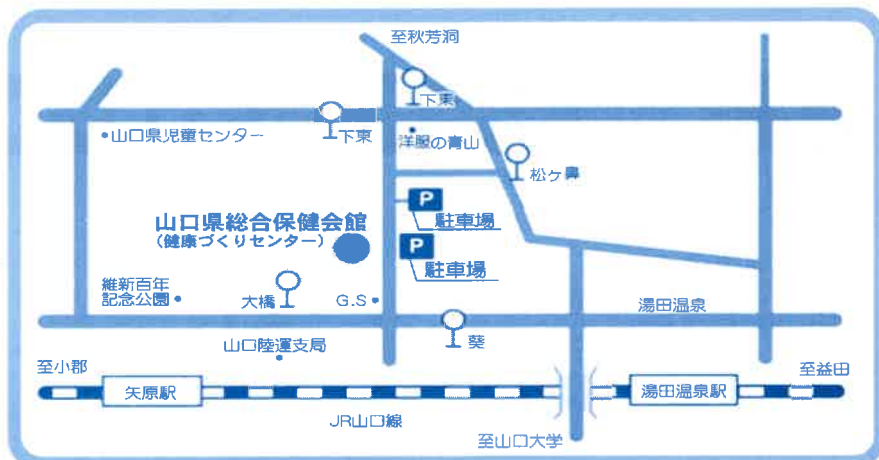 至秋芳洞
下東
下東
洋服の青山
山口県児童センター
松ヶ鼻
P
駐車場
山口県総合保健会館
(健康づくりセンター)
P
駐車場
維新百年
記念公園
大橋
G.S
湯田温泉
葵
山口陸運支局
至小郡
至益田
矢原駅
湯田温泉駅
JR山口線
至山口大学